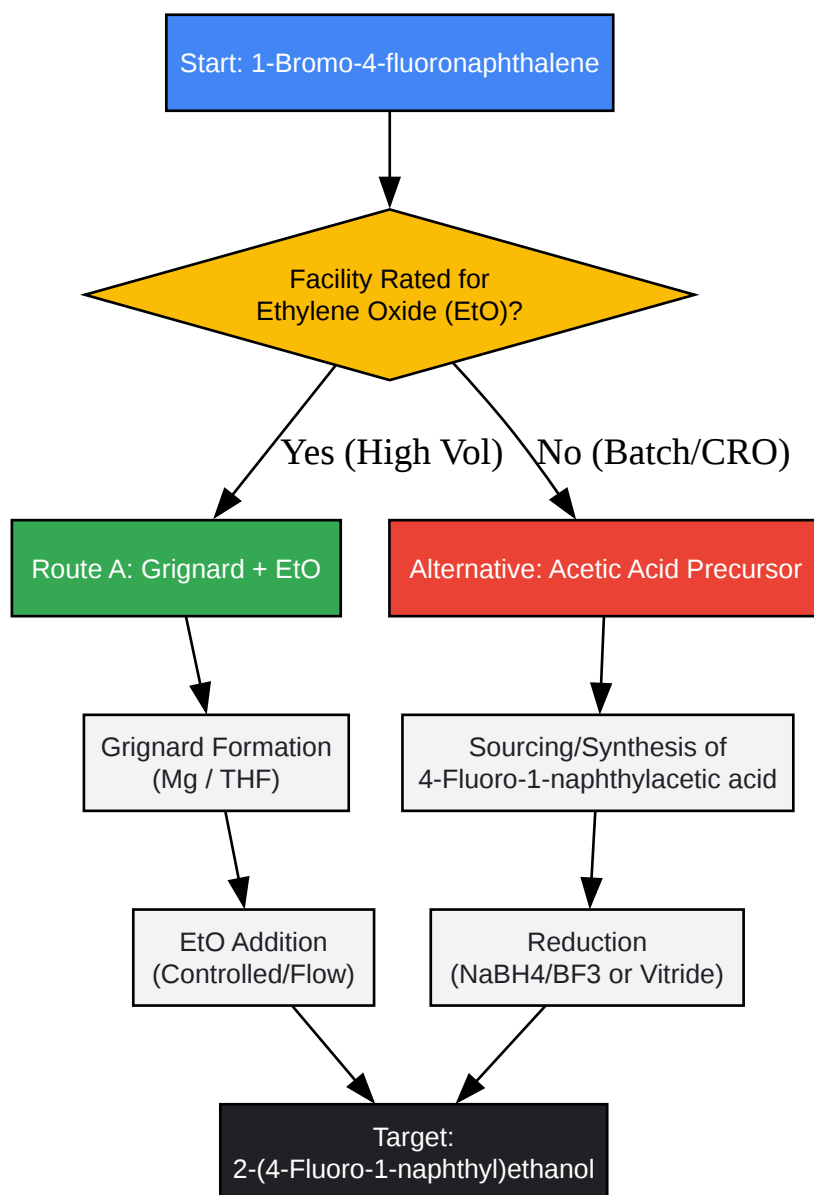 Start: 1-Bromo-4-fluoronaphthalene
Facility Rated for
Ethylene Oxide (EtO)?
Yes (High Vol)
No (Batch/CRO)
Route A: Grignard + EtO
Alternative: Acetic Acid Precursor
Grignard Formation
(Mg / THF)
Sourcing/Synthesis of
4-Fluoro-1-naphthylacetic acid
EtO Addition
(Controlled/Flow)
Reduction
(NaBH4/BF3 or Vitride)
Target:
2-(4-Fluoro-1-naphthyl)ethanol